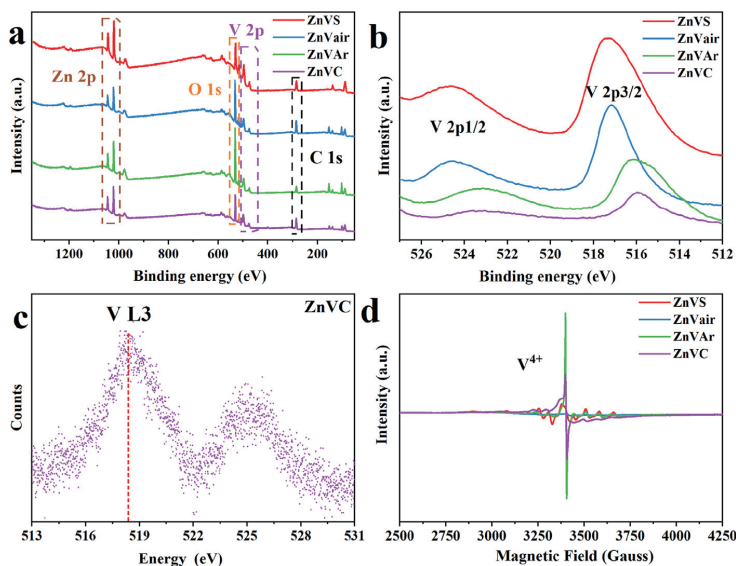 a
V 2p
ZnVS
ZnVair
ZnVAr
ZnVC
Zn 2p
O 1s
C 1s
Intensity (a.u.)
1200 1000 800 600 400 200
Binding energy (eV)
b
ZnVS
ZnVair
ZnVAr
ZnVC
V 2p3/2
V 2p1/2
Intensity (a.u.)
526 524 522 520 518 516 514 512
Binding energy (eV)
c
V L3
ZnVC
Counts
513 516 519 522 525 528 531
Energy (eV)
d
ZnVS
ZnVair
ZnVAr
ZnVC
V⁴⁺
Intensity (a.u.)
2500 2750 3000 3250 3500 3750 4000 4250
Magnetic Field (Gauss)